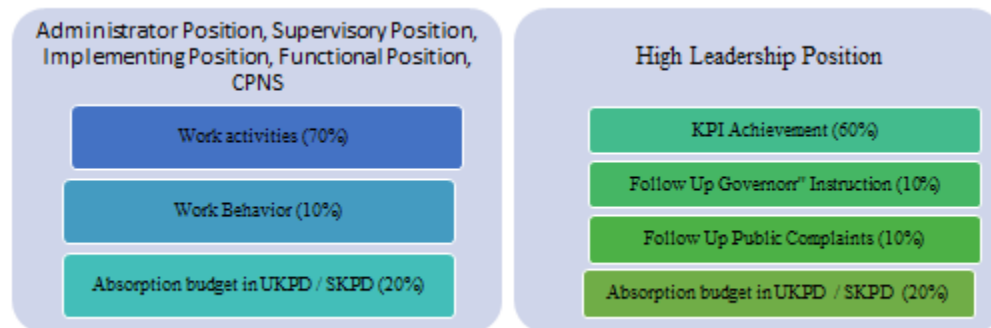 Administrator Position, Supervisory Position,
Implementing Position, Functional Position,
CPNS
Work activities (70%)
Work Behavior (10%)
Absorption budget in UKPD / SKPD (20%)
High Leadership Position
KPI Achievement (60%)
Follow Up Governorr" Instruction (10%)
Follow Up Public Complaints (10%)
Absorption budget in UKPD / SKPD (20%)